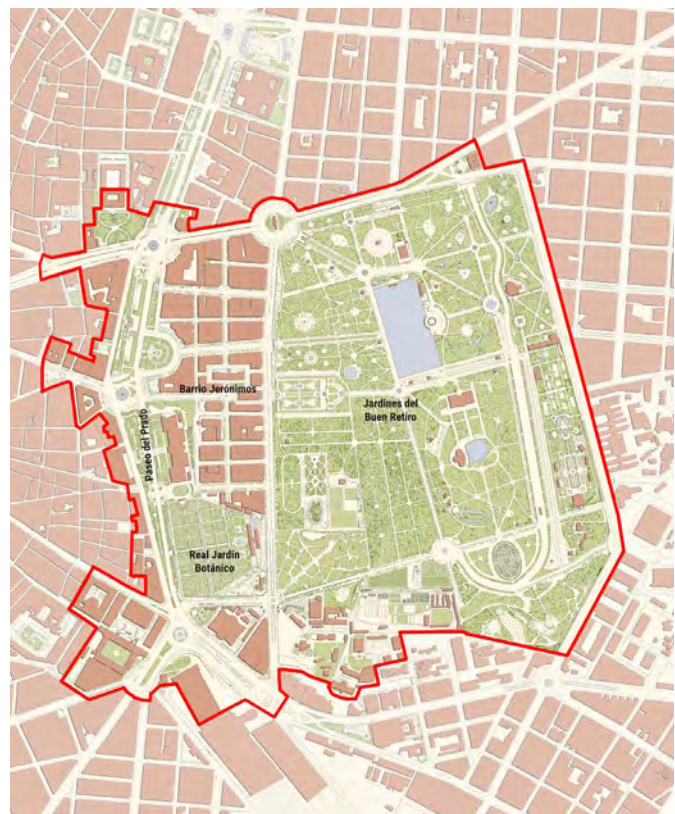 Barrio Jerónimos
Jardines del
Buen Retiro
Paseo del Prado
Real Jardín
Botánico